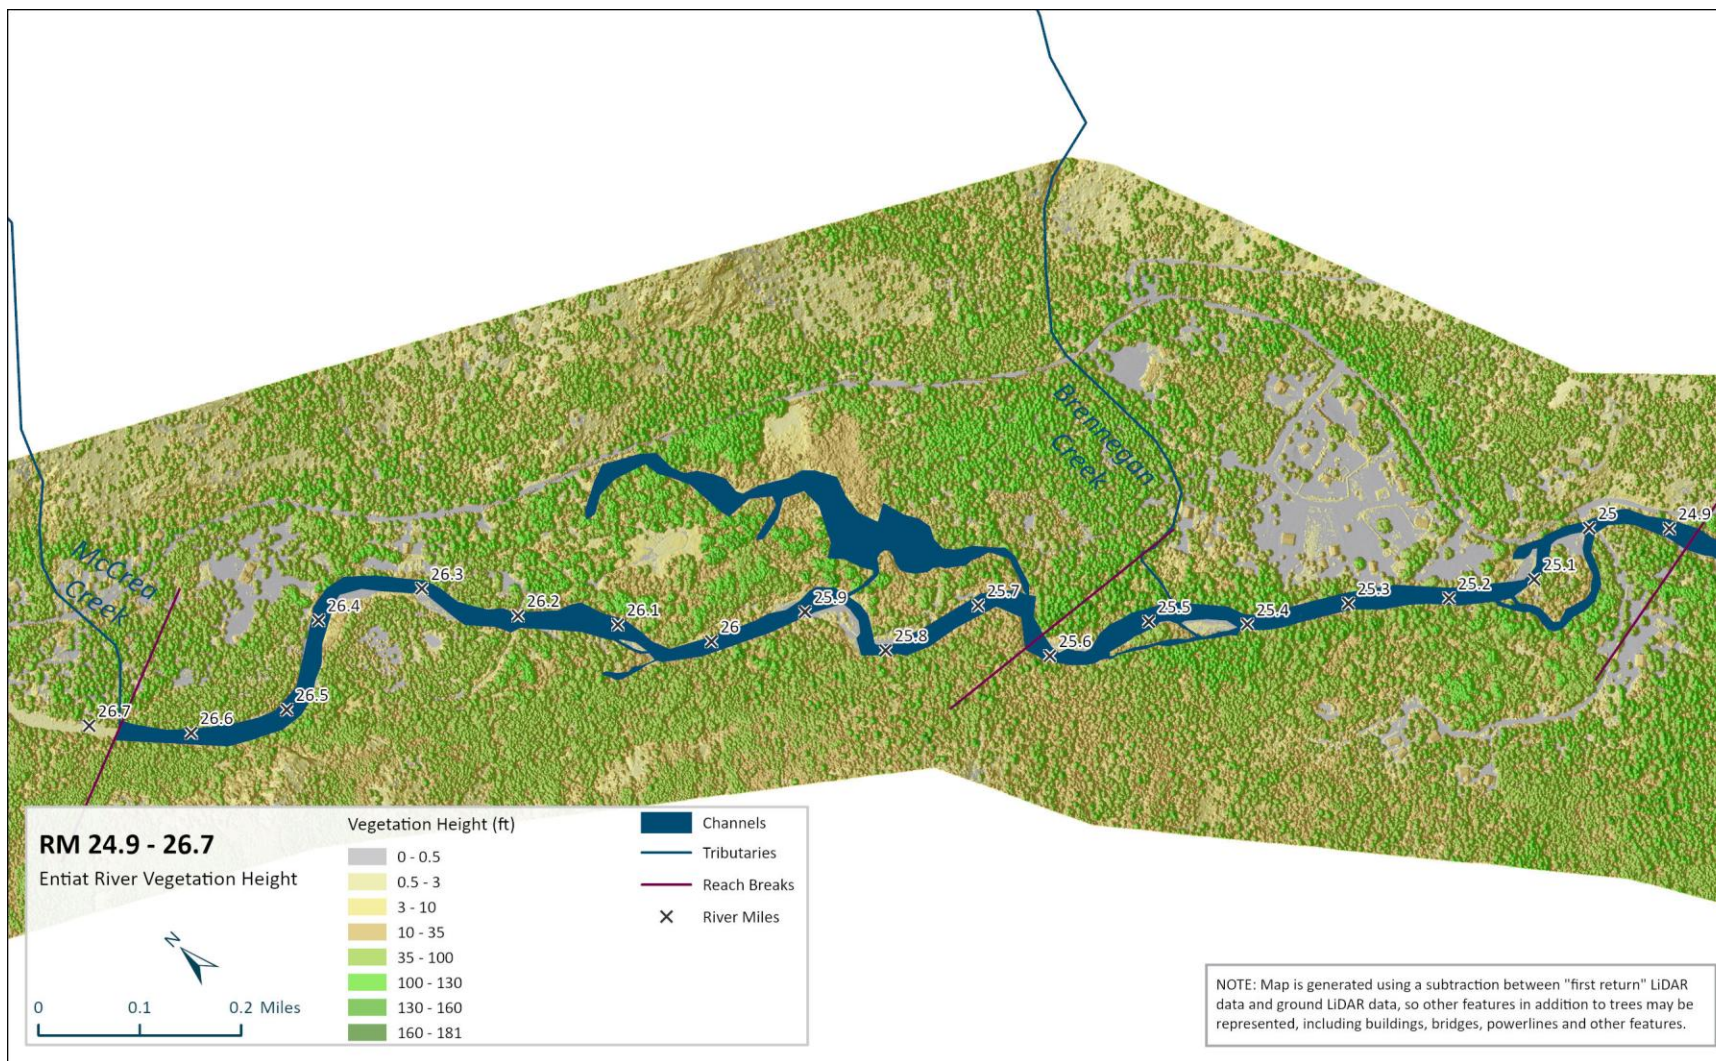 Brennegan
Creek
McCrea
Creek
26.7
26.6
26.5
26.4
26.3
26.2
26.1
26
25.9
25.8
25.7
25.6
25.5
25.4
25.3
25.2
25.1
25
24.9
RM 24.9 - 26.7
Entiat River Vegetation Height
N
0 0.1 0.2 Miles
Vegetation Height (ft)
0 - 0.5
0.5 - 3
3 - 10
10 - 35
35 - 100
100 - 130
130 - 160
160 - 181
Channels
Tributaries
Reach Breaks
River Miles
NOTE: Map is generated using a subtraction between "first return" LiDAR
data and ground LiDAR data, so other features in addition to trees may be
represented, including buildings, bridges, powerlines and other features.